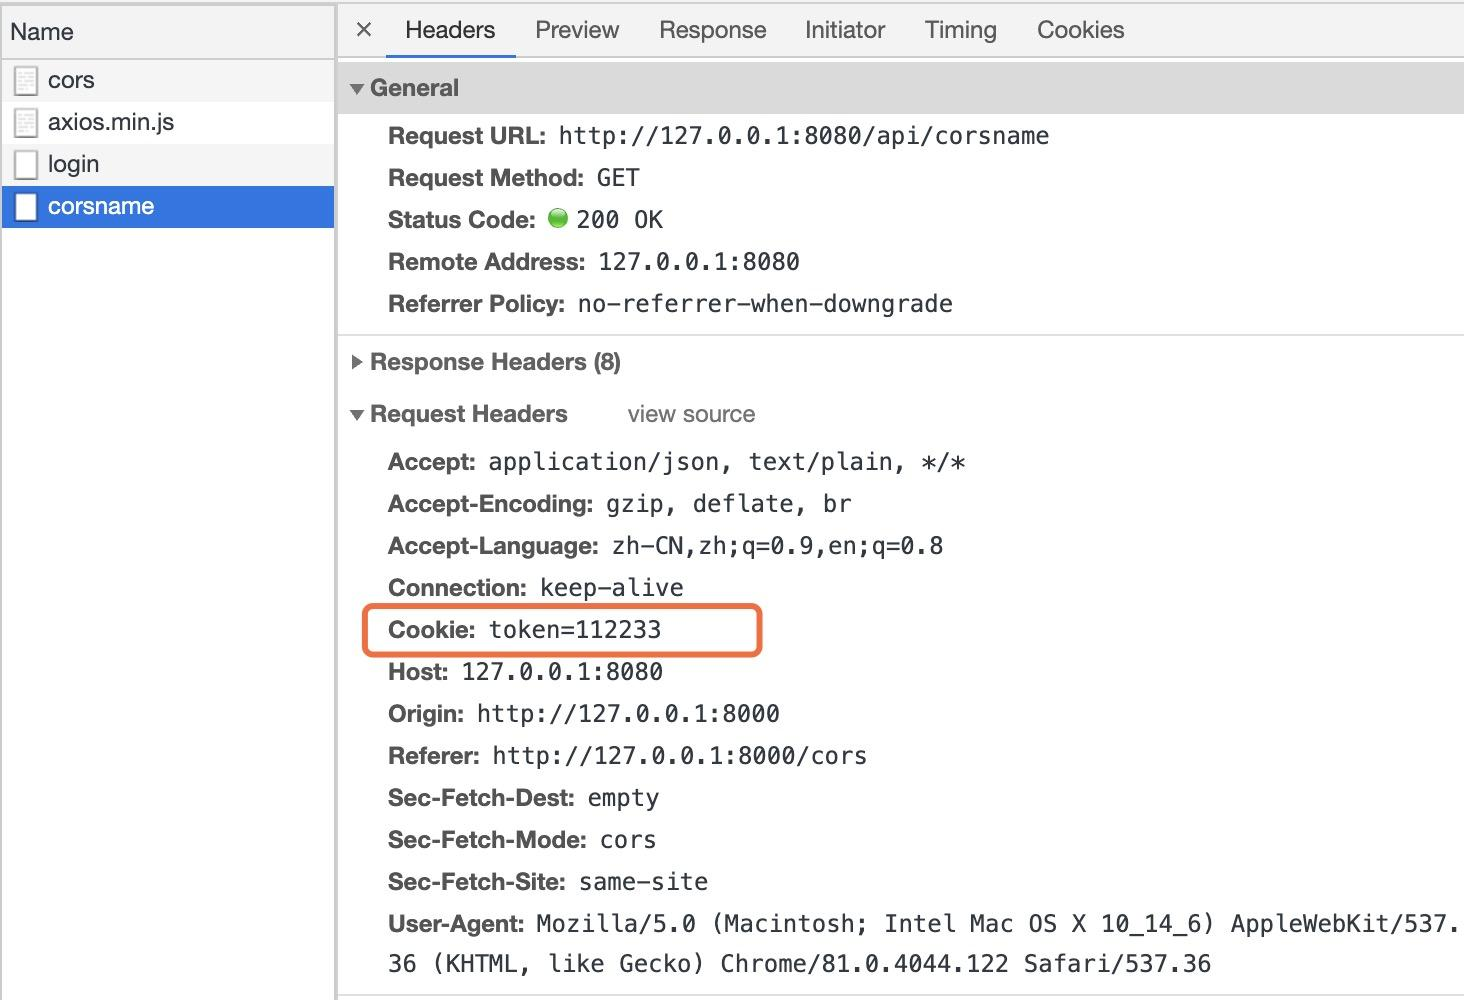 Name
cors
axios.min.js
login
corsname
× Headers Preview Response Initiator Timing Cookies
▼ General
Request URL: http://127.0.0.1:8080/api/corsname
Request Method: GET
Status Code: 200 OK
Remote Address: 127.0.0.1:8080
Referrer Policy: no-referrer-when-downgrade
▶ Response Headers (8)
▼ Request Headers view source
Accept: application/json, text/plain, */*
Accept-Encoding: gzip, deflate, br
Accept-Language: zh-CN,zh;q=0.9,en;q=0.8
Connection: keep-alive
Cookie: token=112233
Host: 127.0.0.1:8080
Origin: http://127.0.0.1:8000
Referer: http://127.0.0.1:8000/cors
Sec-Fetch-Dest: empty
Sec-Fetch-Mode: cors
Sec-Fetch-Site: same-site
User-Agent: Mozilla/5.0 (Macintosh; Intel Mac OS X 10_14_6) AppleWebKit/537.
36 (KHTML, like Gecko) Chrome/81.0.4044.122 Safari/537.36